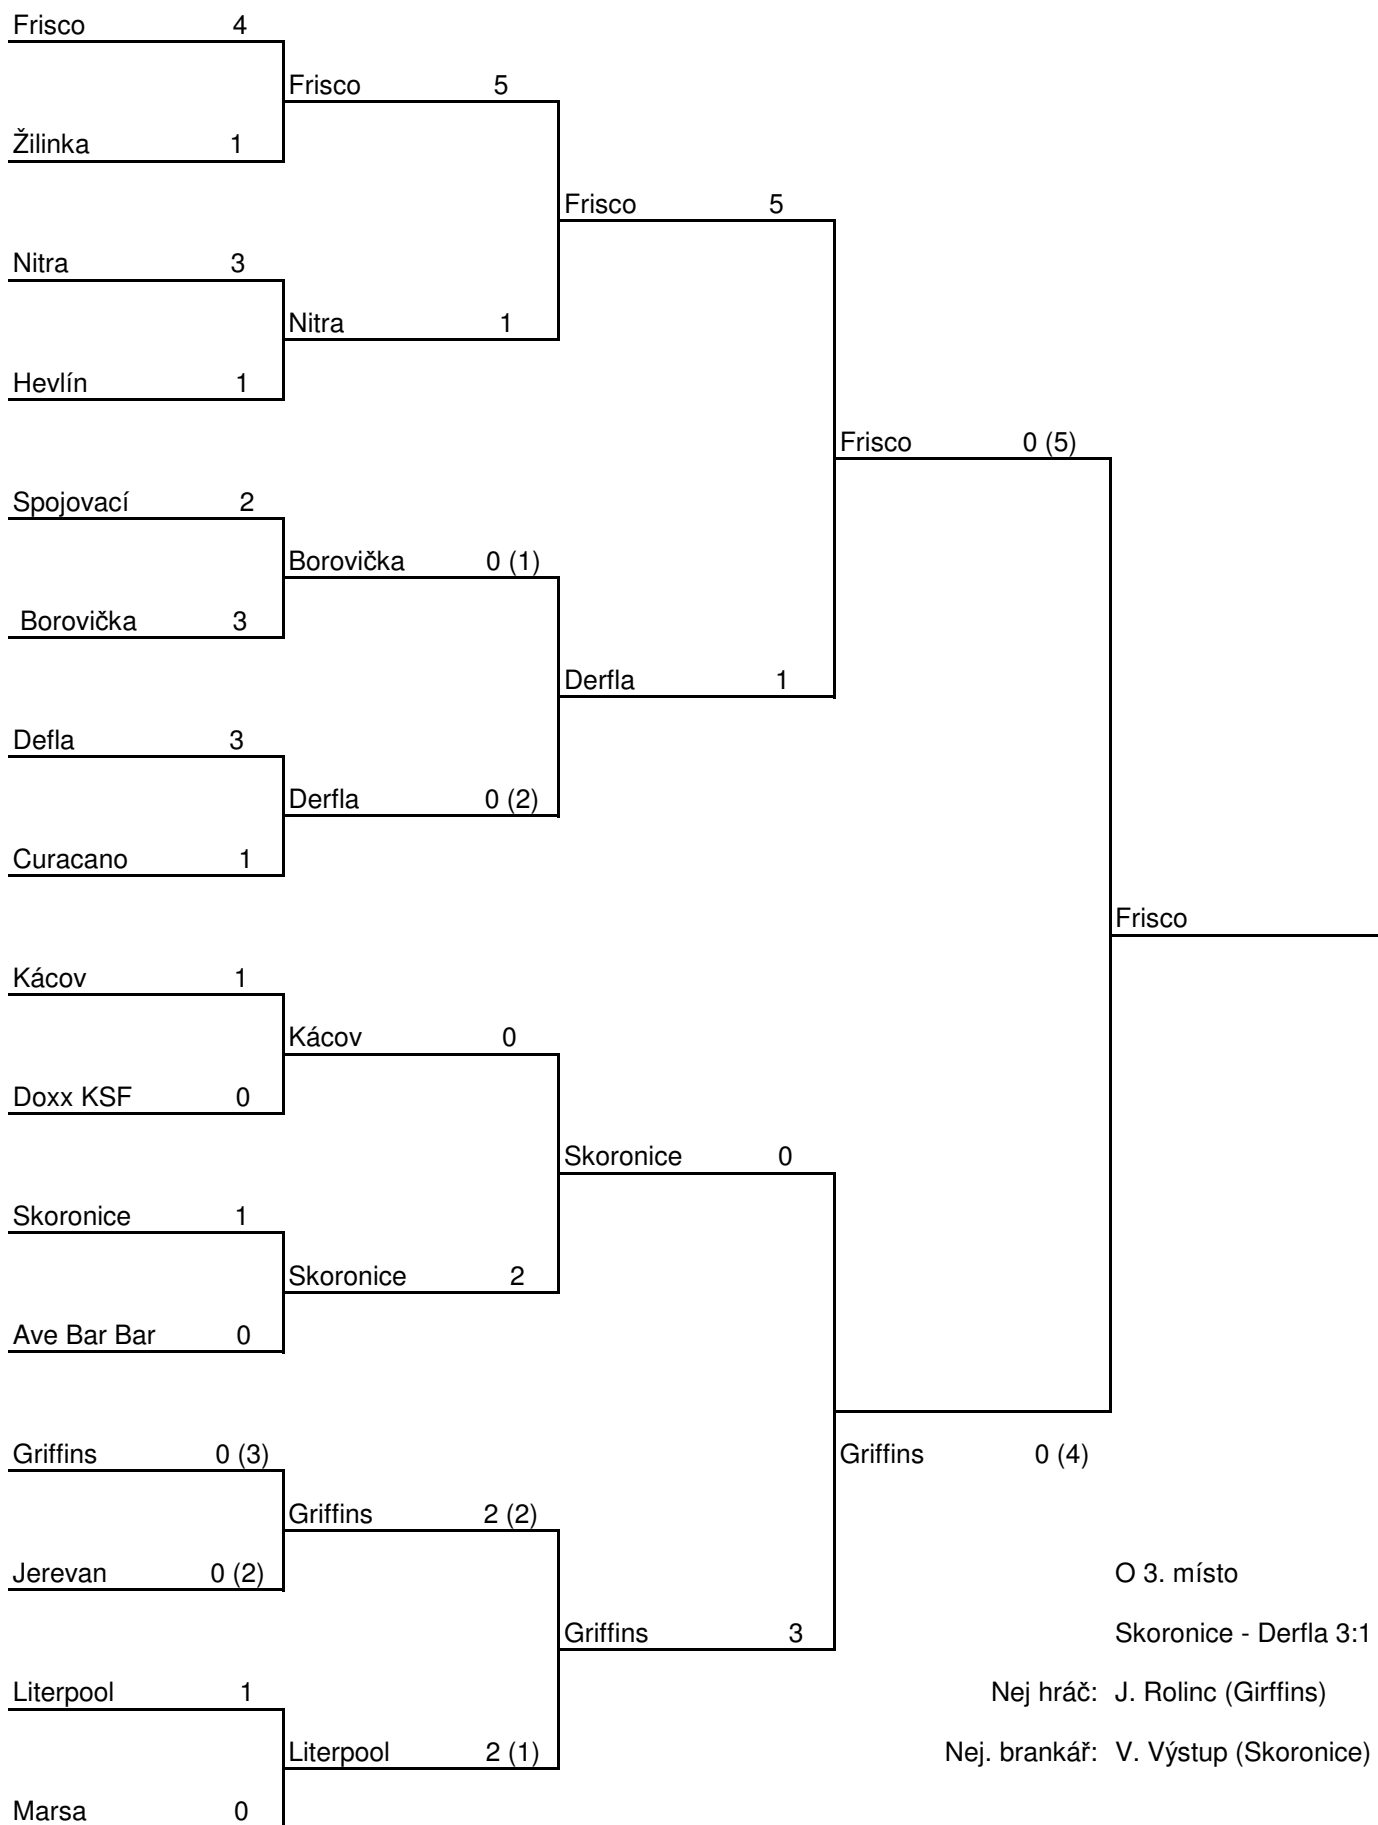 Frisco 4
Frisco 5
Žilinka 1
Frisco 5
Nitra 3
Nitra 1
Hevlín 1
Frisco 0 (5)
Spojovací 2
Borovička 0 (1)
Borovička 3
Derfla 1
Defla 3
Derfla 0 (2)
Curacano 1
Frisco
Kácov 1
Kácov 0
Doxx KSF 0
Skoronice 0
Skoronice 1
Skoronice 2
Ave Bar Bar 0
Griffins 0 (3)
Griffins 0 (4)
Griffins 2 (2)
Jerevan 0 (2)
O 3. místo
Griffins 3
Skoronice - Derfla 3:1
Literpool 1
Nej hráč: J. Rolinc (Girffins)
Literpool 2 (1)
Nej. brankář: V. Výstup (Skoronice)
Marsa 0